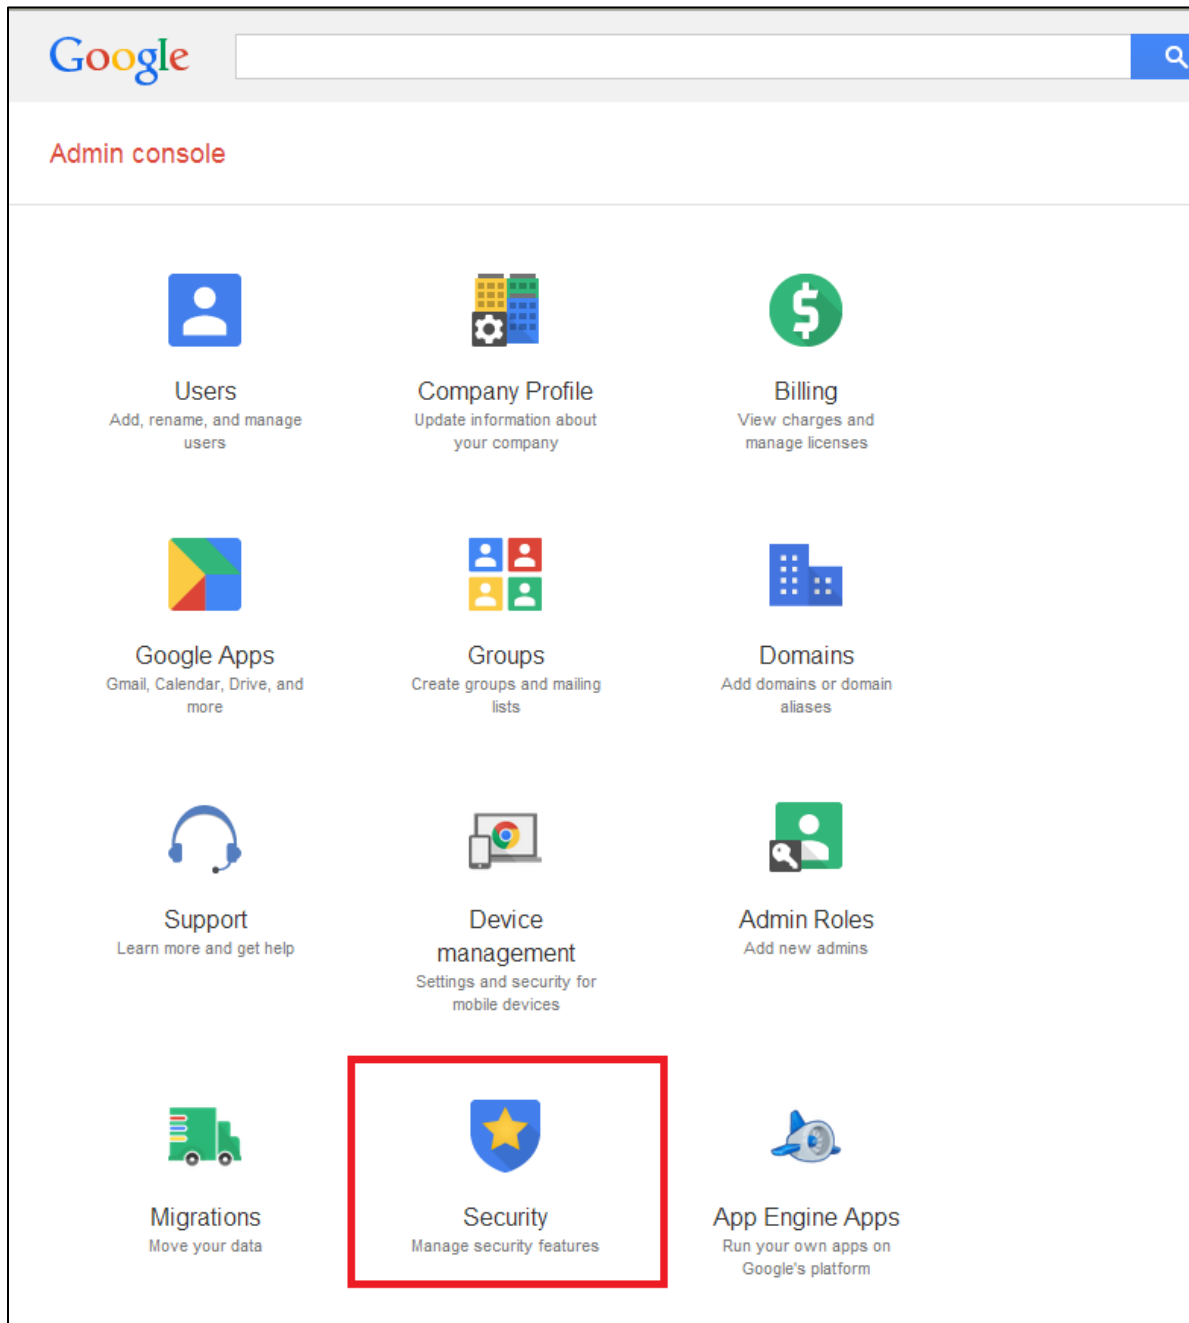 Google
Admin console
Users
Add, rename, and manage
users
Company Profile
Update information about
your company
Billing
View charges and
manage licenses
Google Apps
Gmail, Calendar, Drive, and
more
Groups
Create groups and mailing
lists
Domains
Add domains or domain
aliases
Support
Learn more and get help
Device
management
Settings and security for
mobile devices
Admin Roles
Add new admins
Migrations
Move your data
Security
Manage security features
App Engine Apps
Run your own apps on
Google's platform